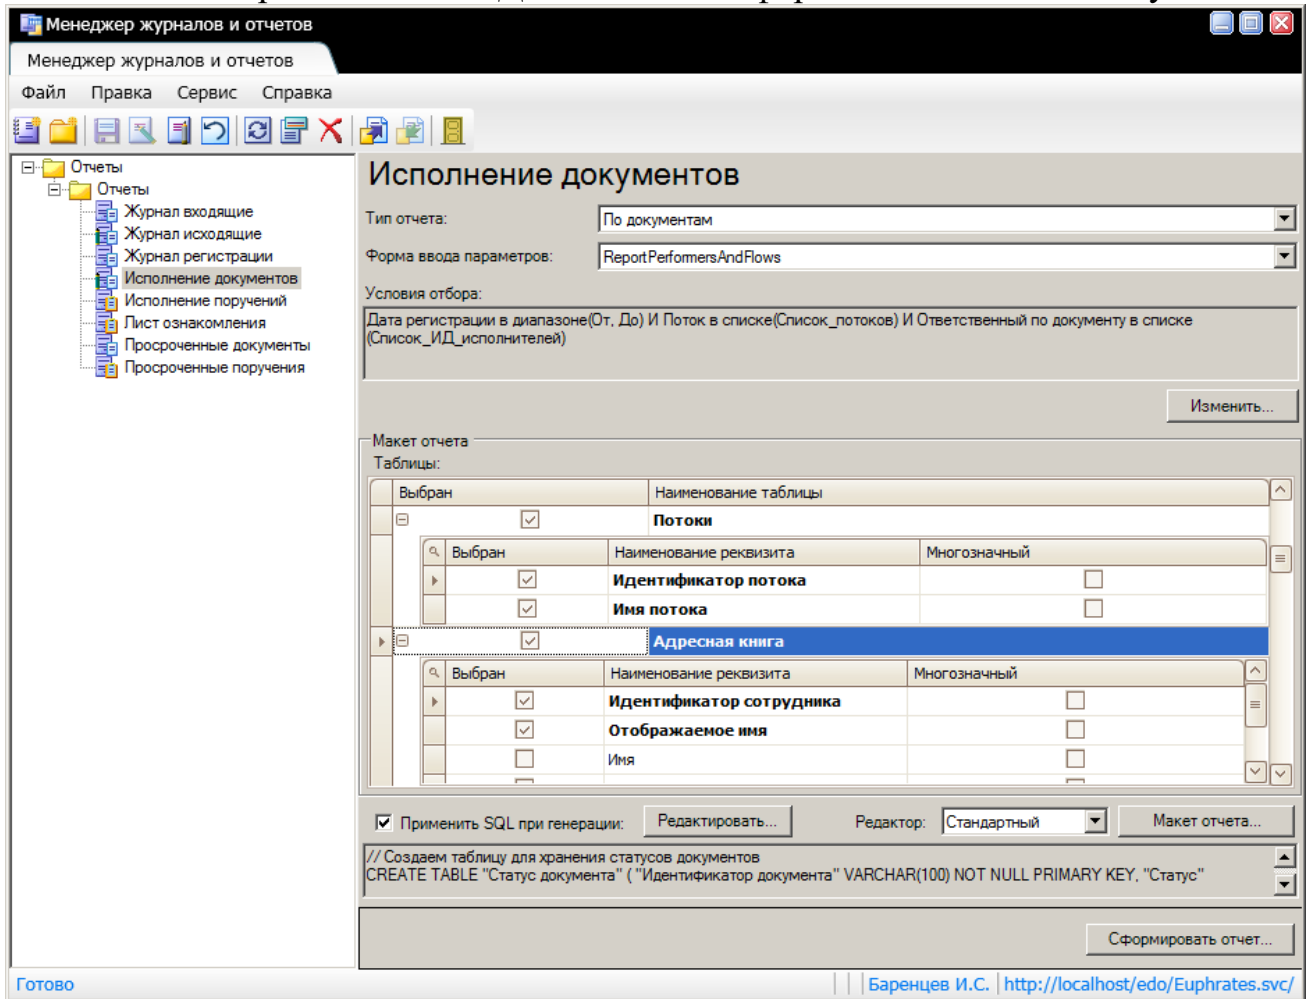 Менеджер журналов и отчетов
Менеджер журналов и отчетов
Файл Правка Сервис Справка
Отчеты
Отчеты
Журнал входящие
Журнал исходящие
Журнал регистрации
Исполнение документов
Исполнение поручений
Лист ознакомления
Просроченные документы
Просроченные поручения
Исполнение документов
Тип отчета: По документам
Форма ввода параметров: ReportPerformersAndFlows
Условия отбора:
Дата регистрации в диапазоне(От, До) И Поток в списке(Список_потоков) И Ответственный по документу в списке
(Список_ИД_исполнителей)
Изменить...
Макет отчета
Таблицы:
Выбран Наименование таблицы
Потоки
Выбран Наименование реквизита Многозначный
Идентификатор потока
Имя потока
Адресная книга
Выбран Наименование реквизита Многозначный
Идентификатор сотрудника
Отображаемое имя
Имя
Применить SQL при генерации: Редактировать... Редактор: Стандартный Макет отчета...
// Создаем таблицу для хранения статусов документов
CREATE TABLE "Статус документа" ( "Идентификатор документа" VARCHAR(100) NOT NULL PRIMARY KEY, "Статус"
Сформировать отчет...
Готово Баренцев И.С. http://localhost/edo/Euphrates.svc/